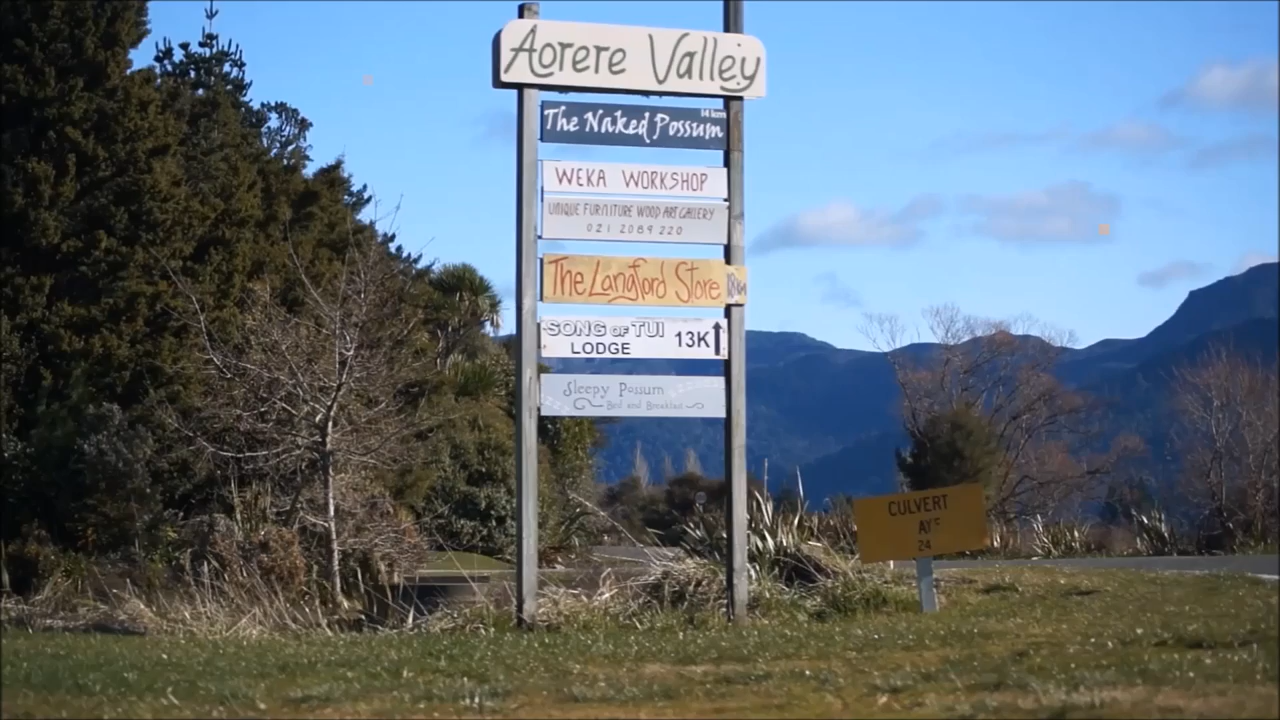 Aorere Valley
14 km
The Naked Possum
WEKA WORKSHOP
UNIQUE FURNITURE WOOD ART GALLERY
021 2089 220
The Langford Store
SONG OF TUI
LODGE 13K
Sleepy Possum
Bed and Breakfast
CULVERT
24